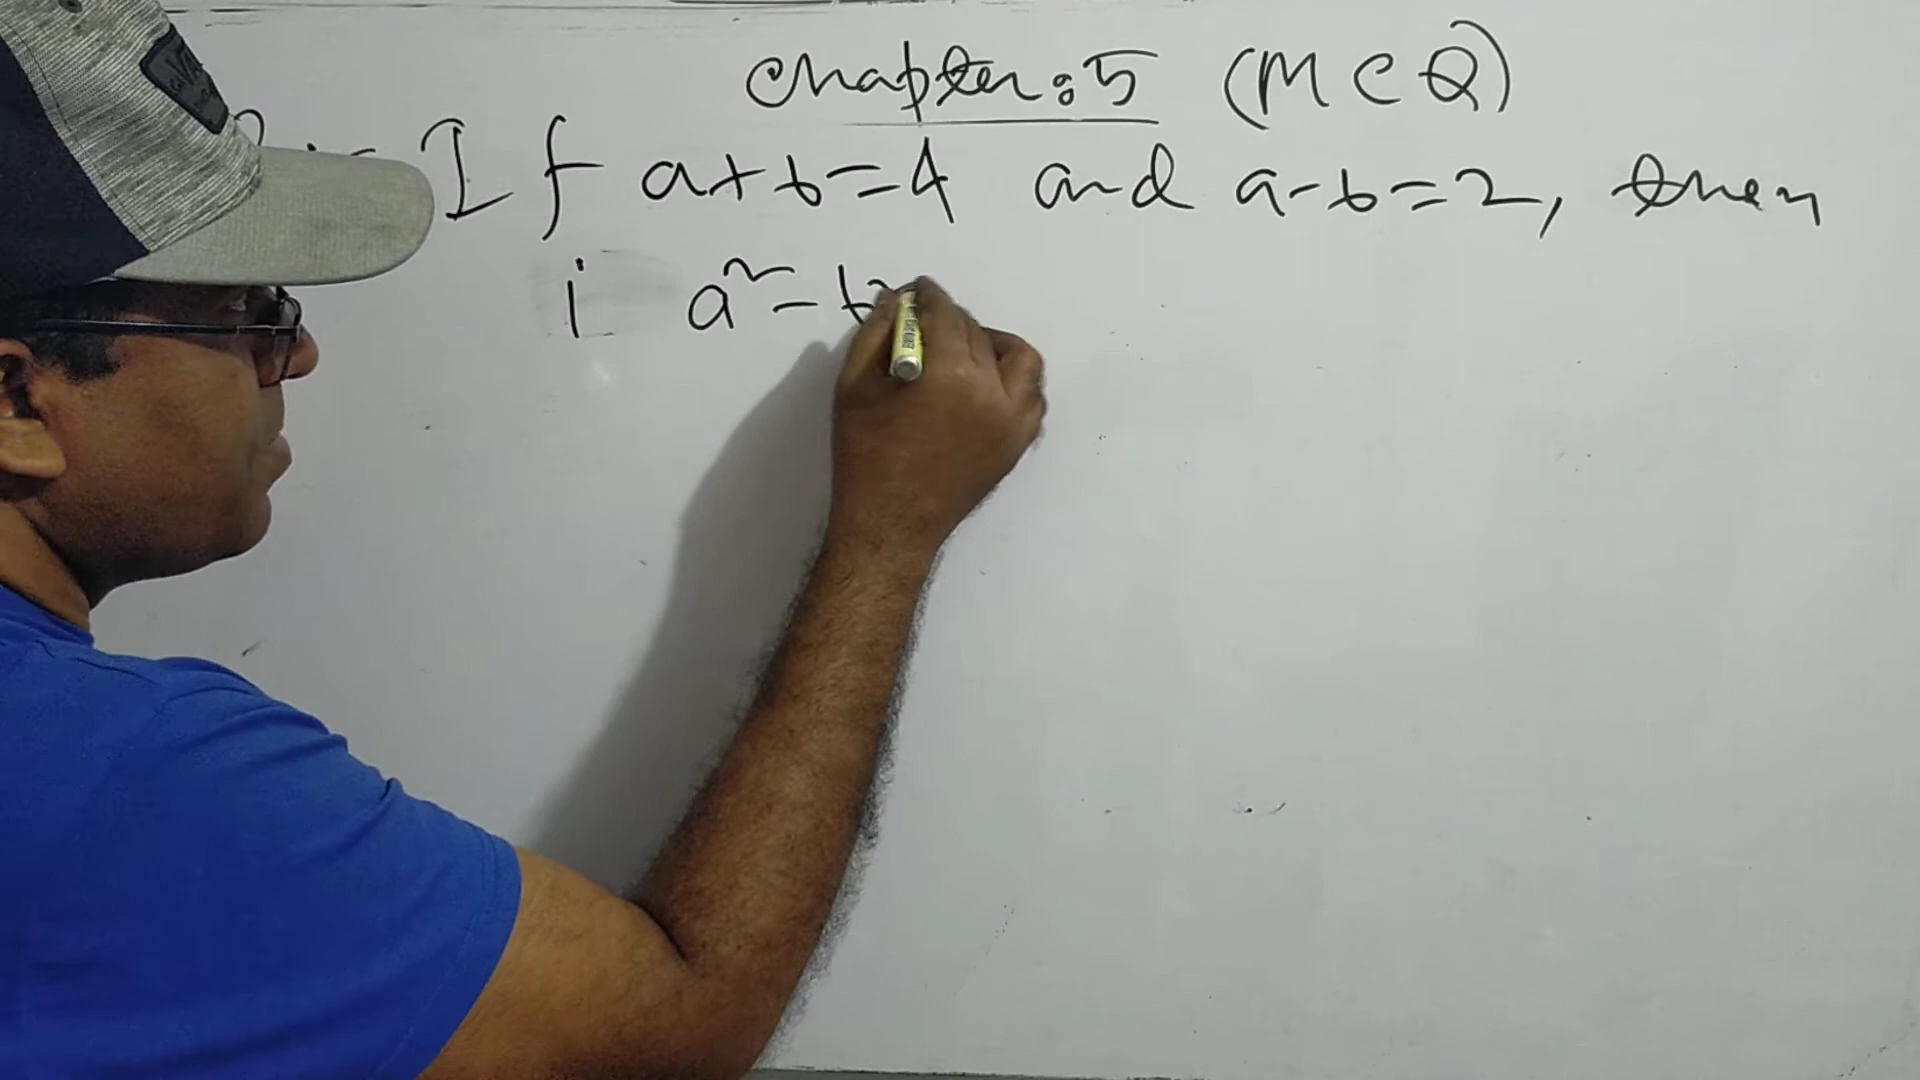 Chapter:5 (MCQ)
If a+b=4 and a-b=2, then
i a²-b